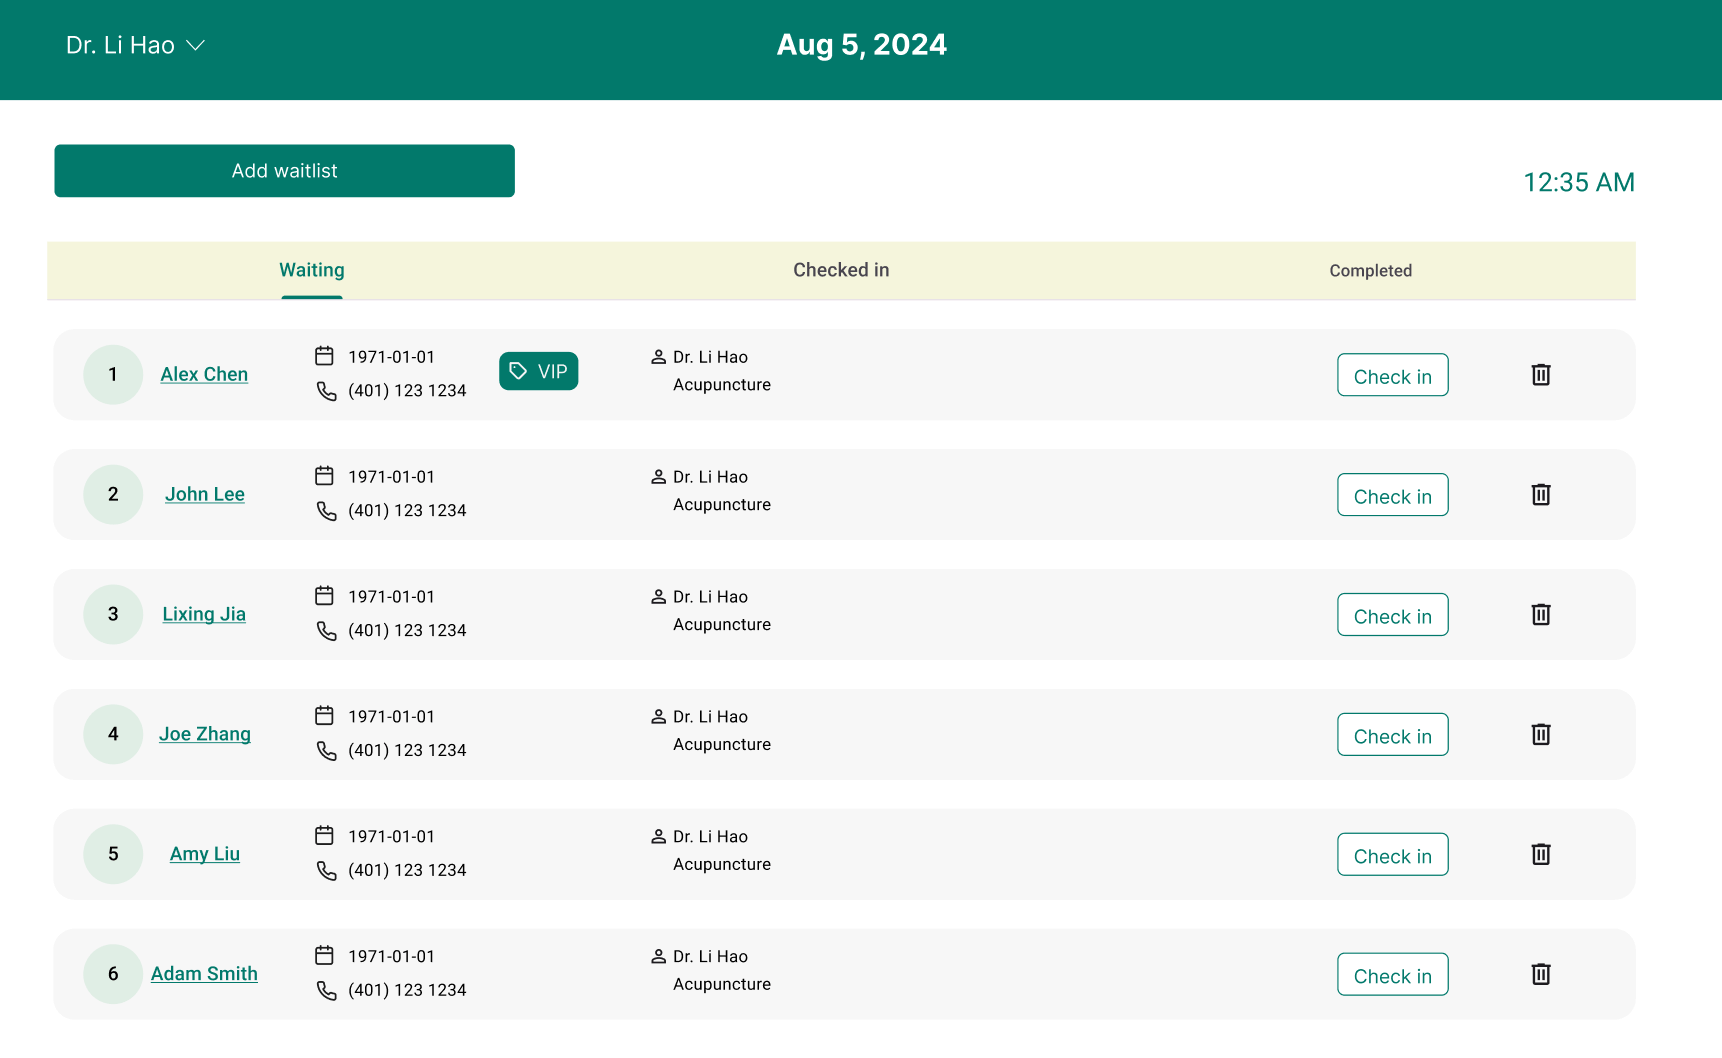 Dr. Li Hao
Aug 5, 2024
Add waitlist
12:35 AM
Waiting
Checked in
Completed
1
Alex Chen
1971-01-01
(401) 123 1234
VIP
Dr. Li Hao
Acupuncture
Check in
2
John Lee
1971-01-01
(401) 123 1234
Dr. Li Hao
Acupuncture
Check in
3
Lixing Jia
1971-01-01
(401) 123 1234
Dr. Li Hao
Acupuncture
Check in
4
Joe Zhang
1971-01-01
(401) 123 1234
Dr. Li Hao
Acupuncture
Check in
5
Amy Liu
1971-01-01
(401) 123 1234
Dr. Li Hao
Acupuncture
Check in
6
Adam Smith
1971-01-01
(401) 123 1234
Dr. Li Hao
Acupuncture
Check in